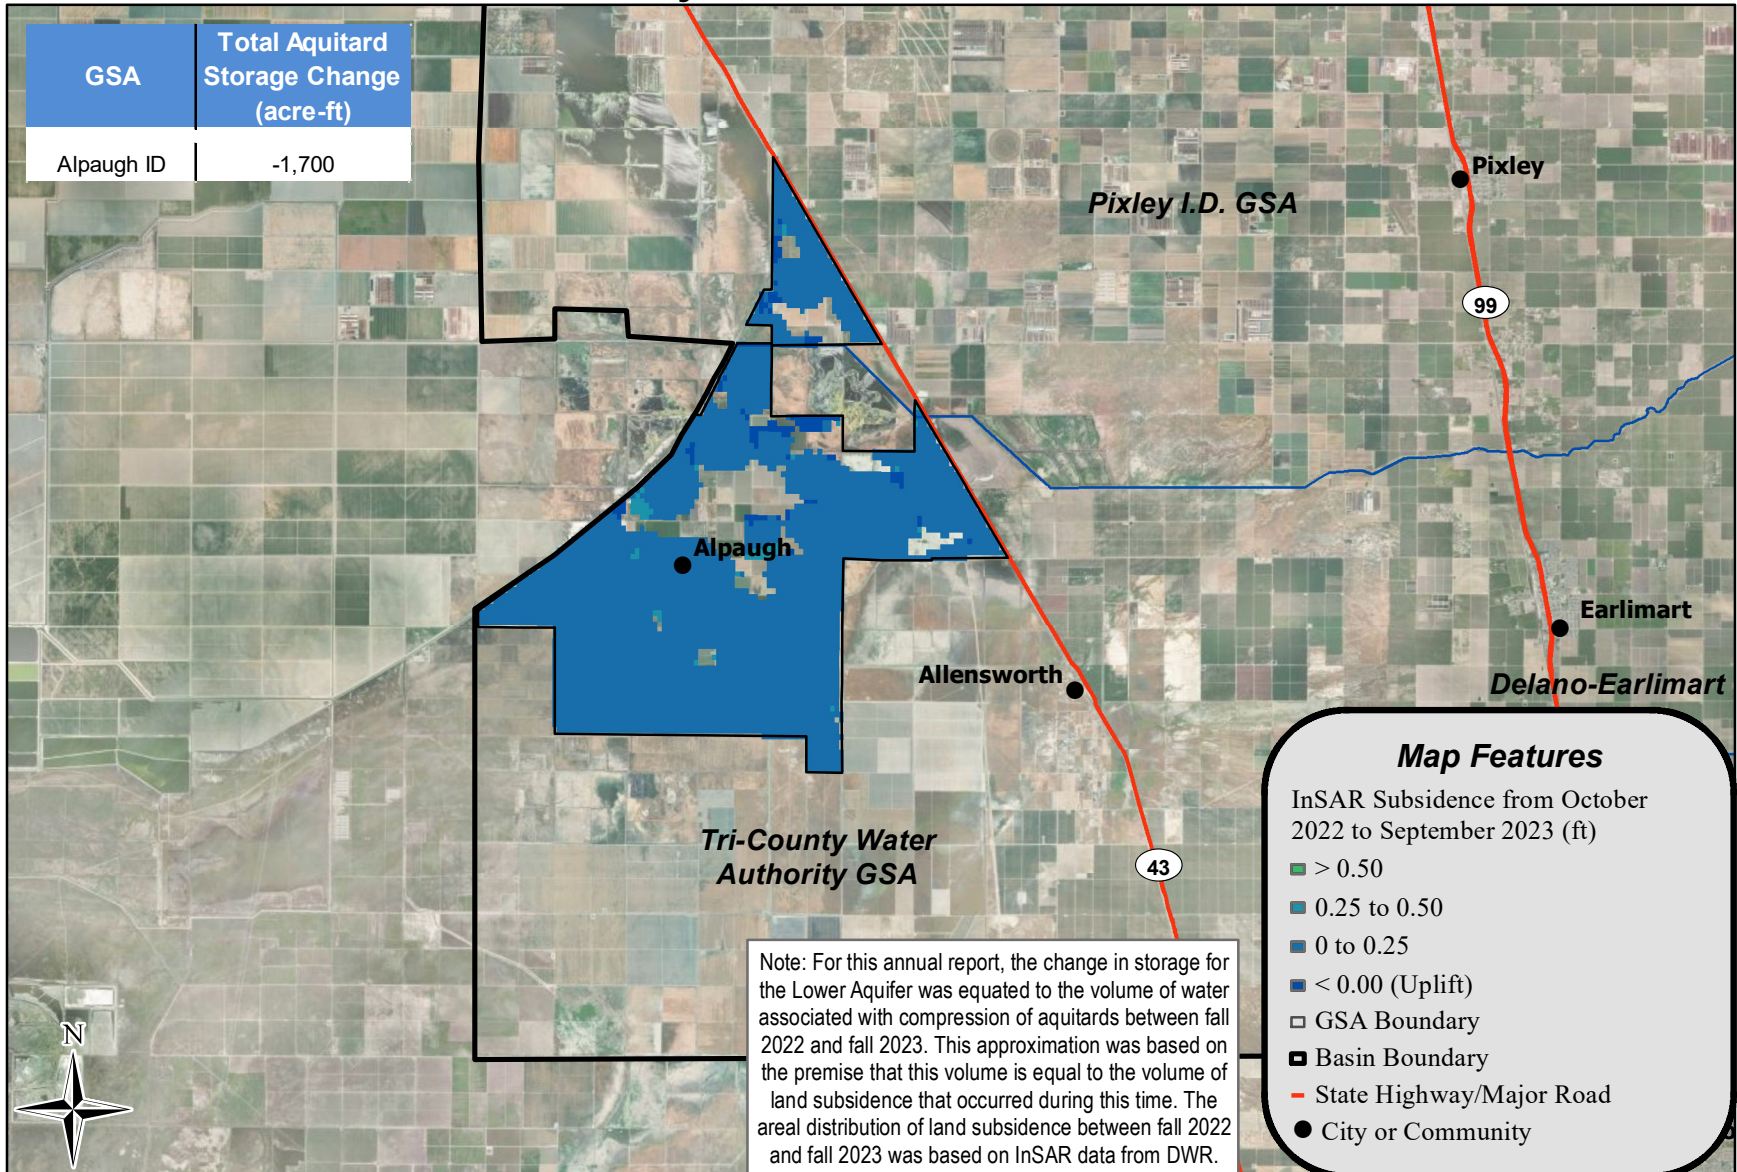 GSA
Total Aquitard
Storage Change
(acre-ft)
Alpaugh ID
-1,700
Pixley
Pixley I.D. GSA
99
Alpaugh
Earlimart
Allensworth
Delano-Earlimart
Tri-County Water
Authority GSA
43
Map Features
InSAR Subsidence from October
2022 to September 2023 (ft)
> 0.50
0.25 to 0.50
0 to 0.25
< 0.00 (Uplift)
GSA Boundary
Basin Boundary
State Highway/Major Road
City or Community
Note: For this annual report, the change in storage for
the Lower Aquifer was equated to the volume of water
associated with compression of aquitards between fall
2022 and fall 2023. This approximation was based on
the premise that this volume is equal to the volume of
land subsidence that occurred during this time. The
areal distribution of land subsidence between fall 2022
and fall 2023 was based on InSAR data from DWR.
N